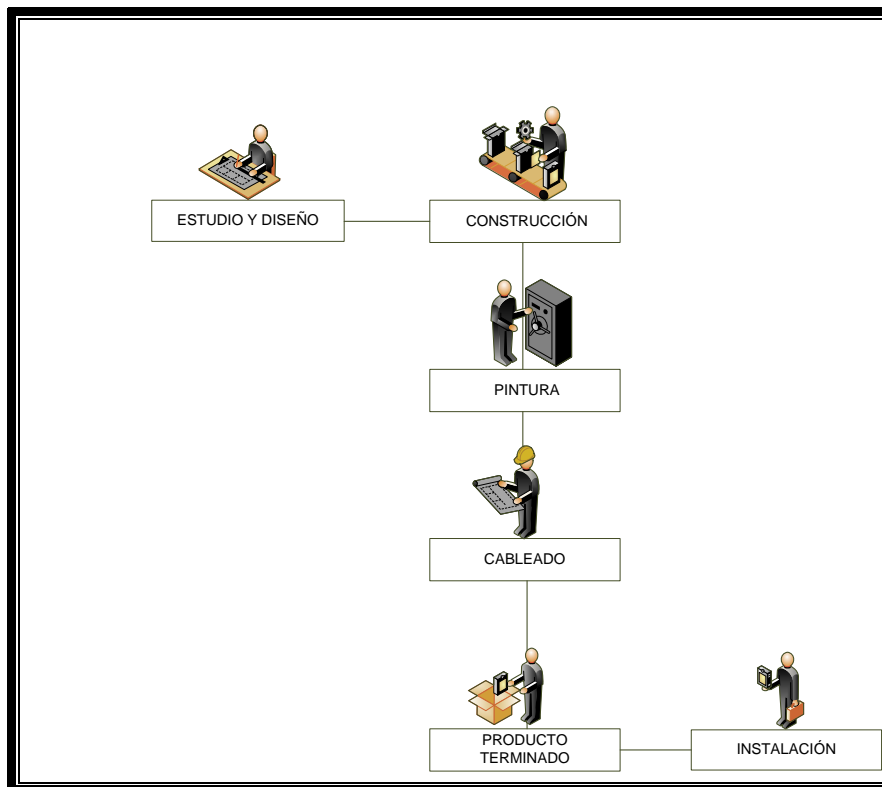 ESTUDIO Y DISEÑO
CONSTRUCCIÓN
PINTURA
CABLEADO
PRODUCTO
TERMINADO
INSTALACIÓN